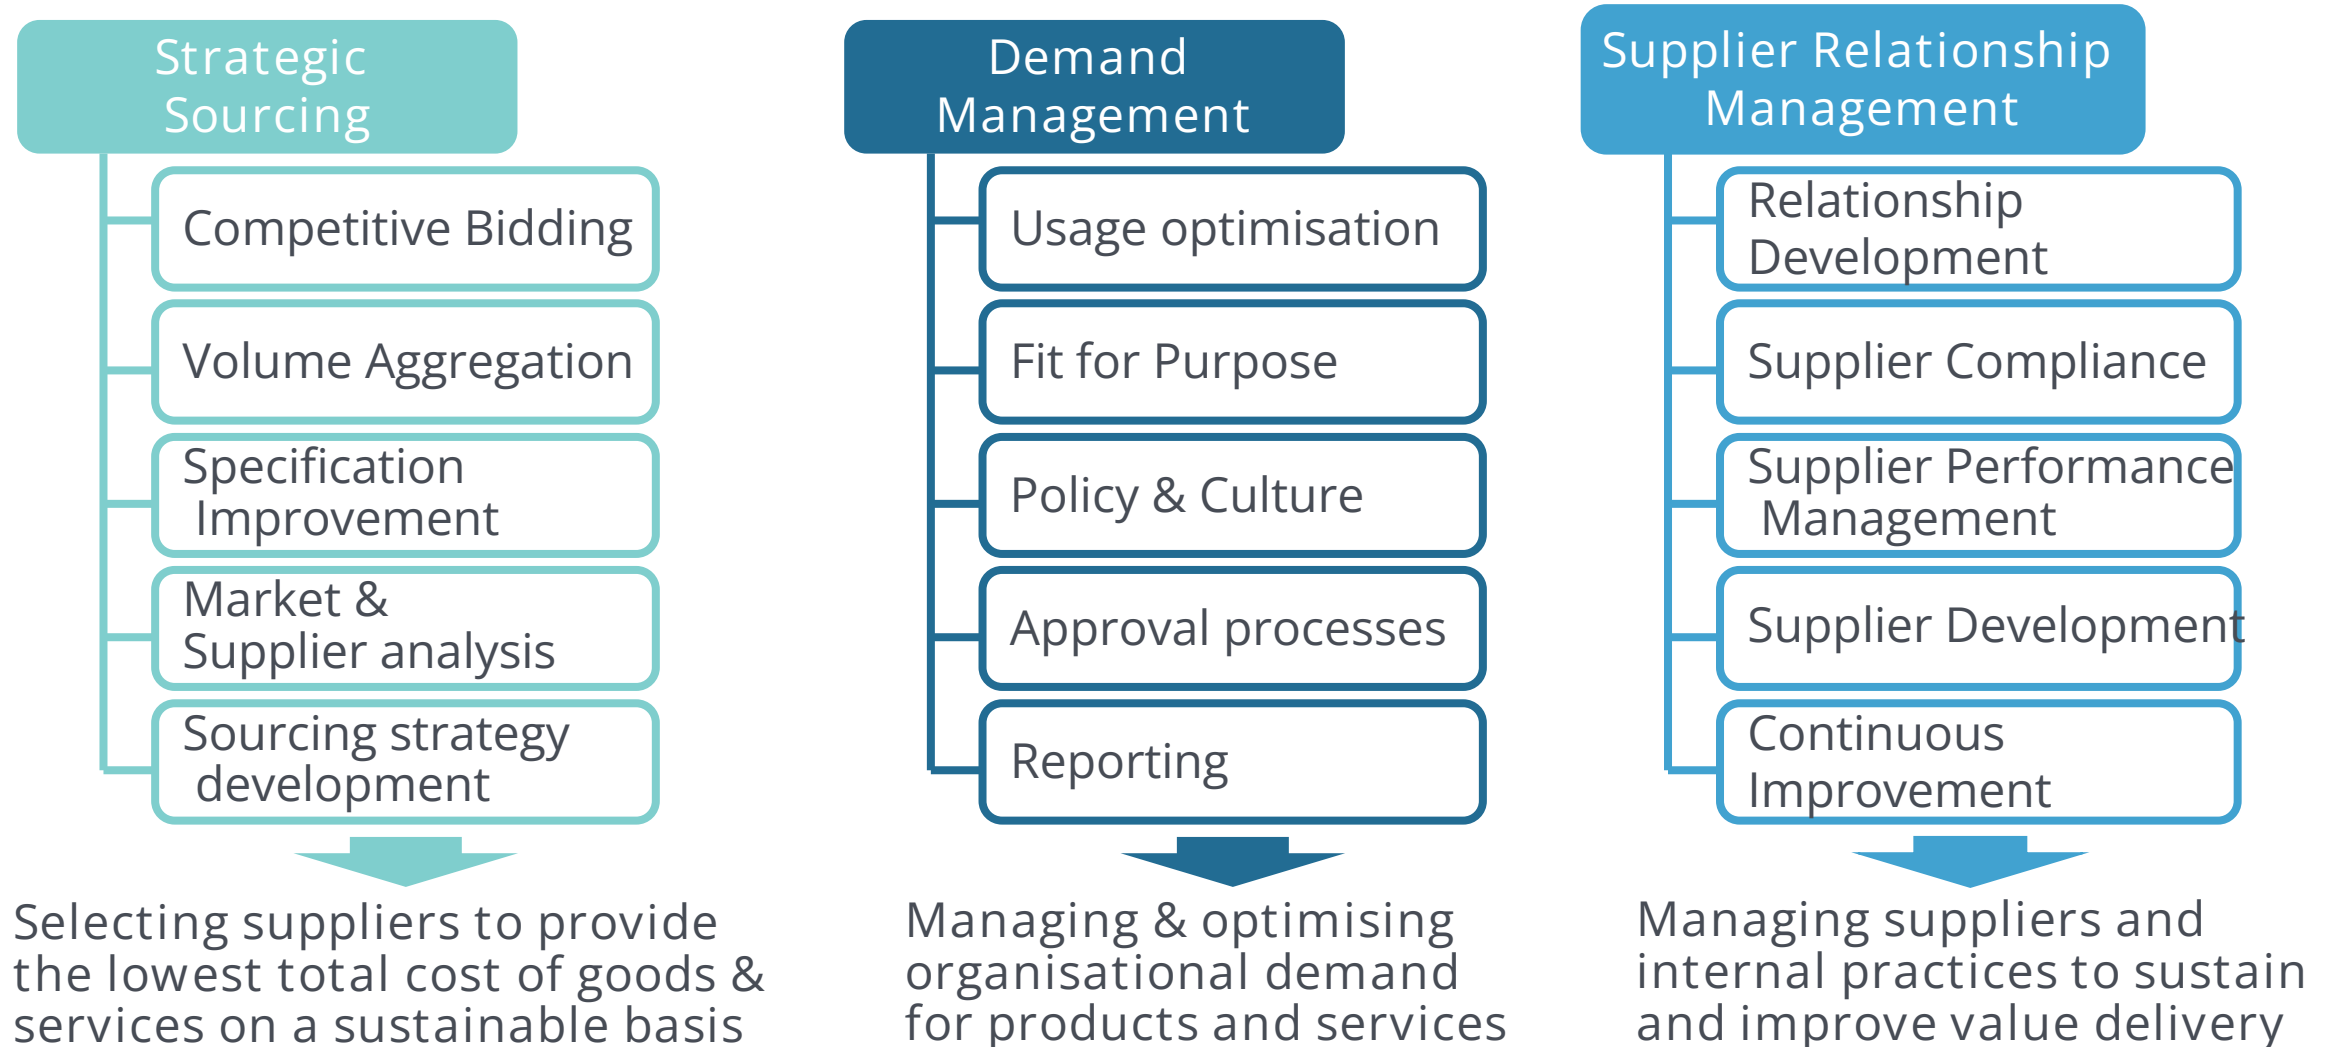 Strategic
Sourcing
Competitive Bidding
Volume Aggregation
Specification
Improvement
Market &
Supplier analysis
Sourcing strategy
development
Selecting suppliers to provide
the lowest total cost of goods &
services on a sustainable basis
Demand
Management
Usage optimisation
Fit for Purpose
Policy & Culture
Approval processes
Reporting
Managing & optimising
organisational demand
for products and services
Supplier Relationship
Management
Relationship
Development
Supplier Compliance
Supplier Performance
Management
Supplier Development
Continuous
Improvement
Managing suppliers and
internal practices to sustain
and improve value delivery